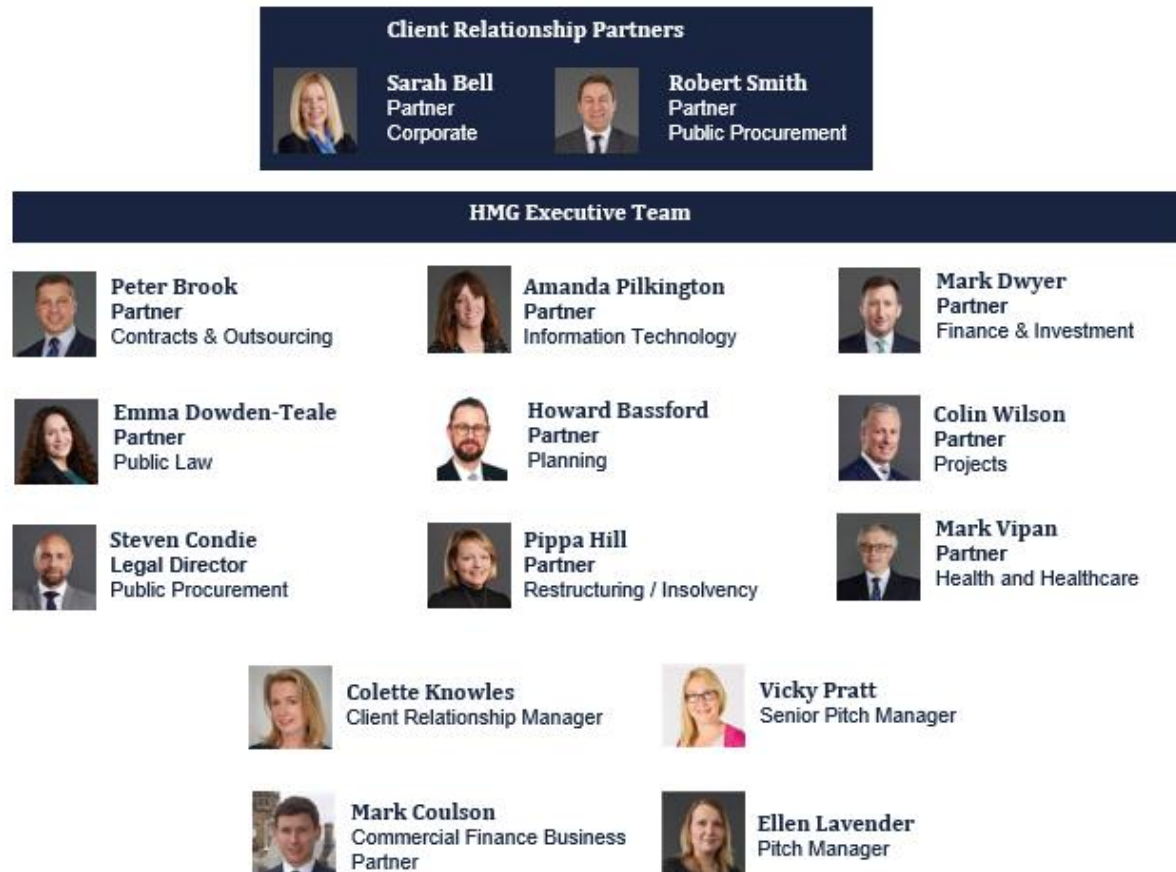 Client Relationship Partners
Sarah Bell
Partner
Corporate
Robert Smith
Partner
Public Procurement
HMG Executive Team
Peter Brook
Partner
Contracts & Outsourcing
Amanda Pilkington
Partner
Information Technology
Mark Dwyer
Partner
Finance & Investment
Emma Dowden-Teale
Partner
Public Law
Howard Bassford
Partner
Planning
Colin Wilson
Partner
Projects
Steven Condie
Legal Director
Public Procurement
Pippa Hill
Partner
Restructuring / Insolvency
Mark Vipan
Partner
Health and Healthcare
Colette Knowles
Client Relationship Manager
Vicky Pratt
Senior Pitch Manager
Mark Coulson
Commercial Finance Business
Partner
Ellen Lavender
Pitch Manager